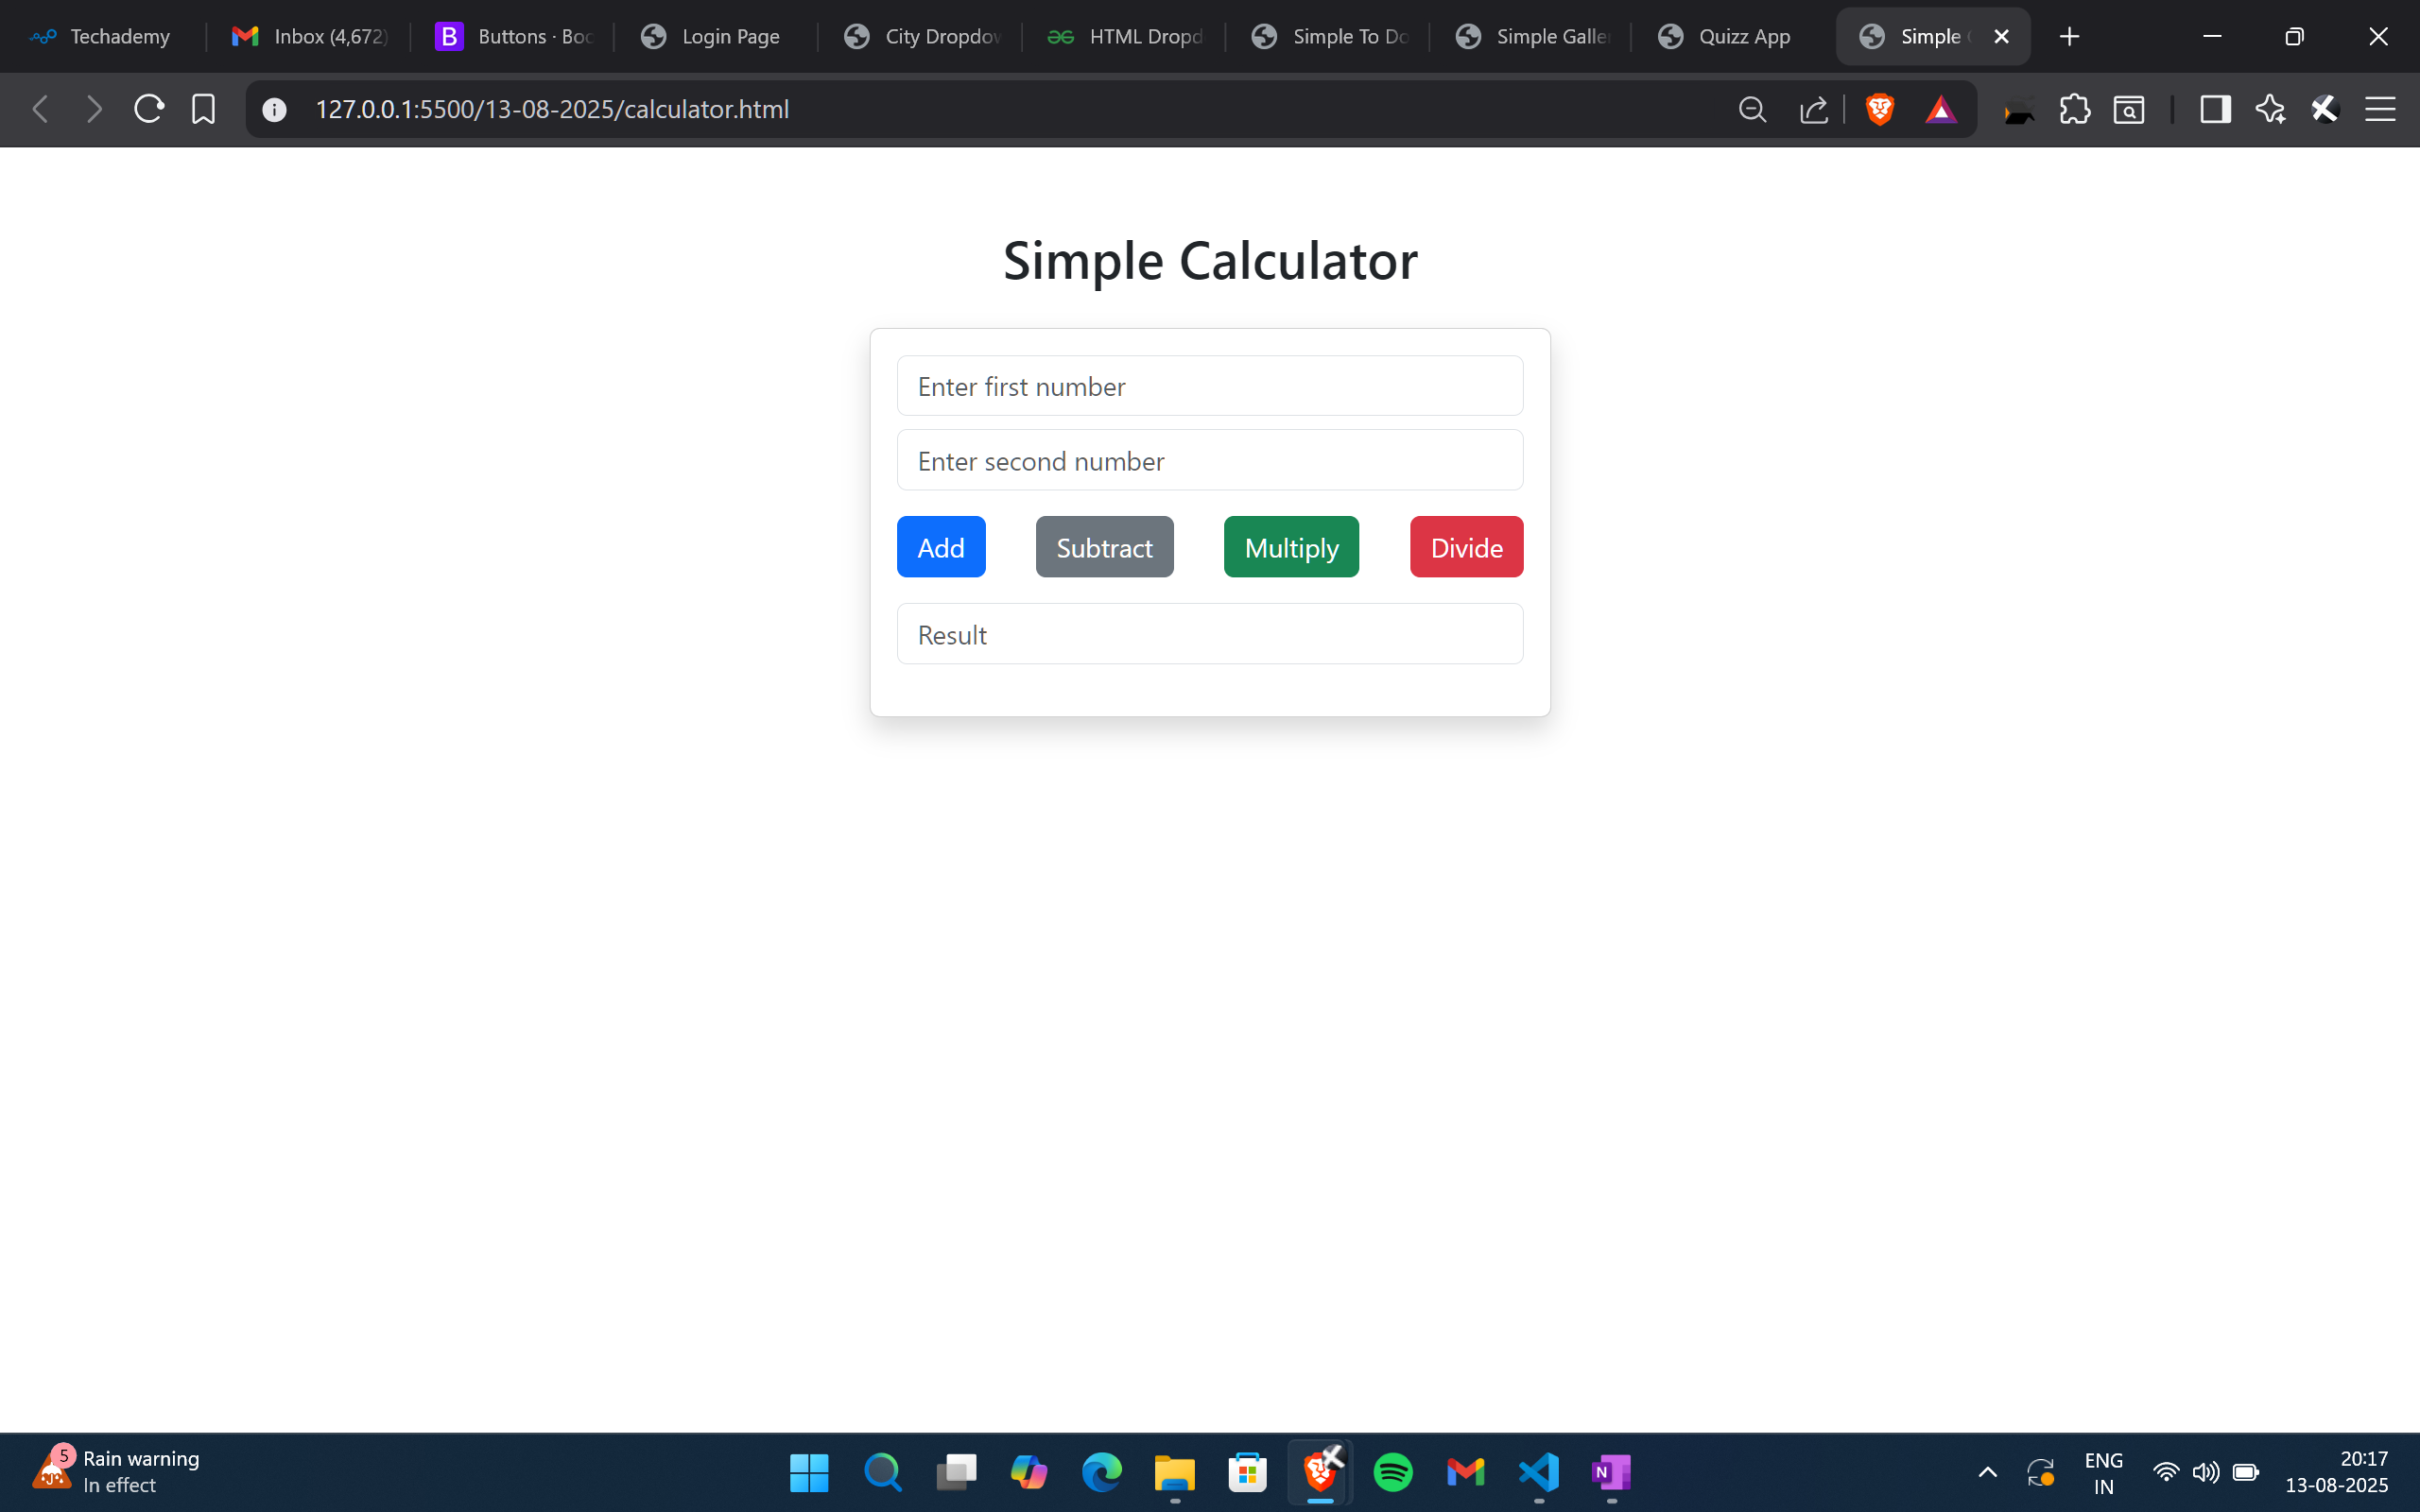 Techademy
Inbox (4,672)
B
Buttons · Boo
Login Page
City Dropdow
HTML Dropd
Simple To Do
Simple Galle
Quizz App
Simple
127.0.0.1:5500/13-08-2025/calculator.html
Simple Calculator
Enter first number
Enter second number
Add
Subtract
Multiply
Divide
Result
5
Rain warning
In effect
N
ENG
IN
20:17
13-08-2025